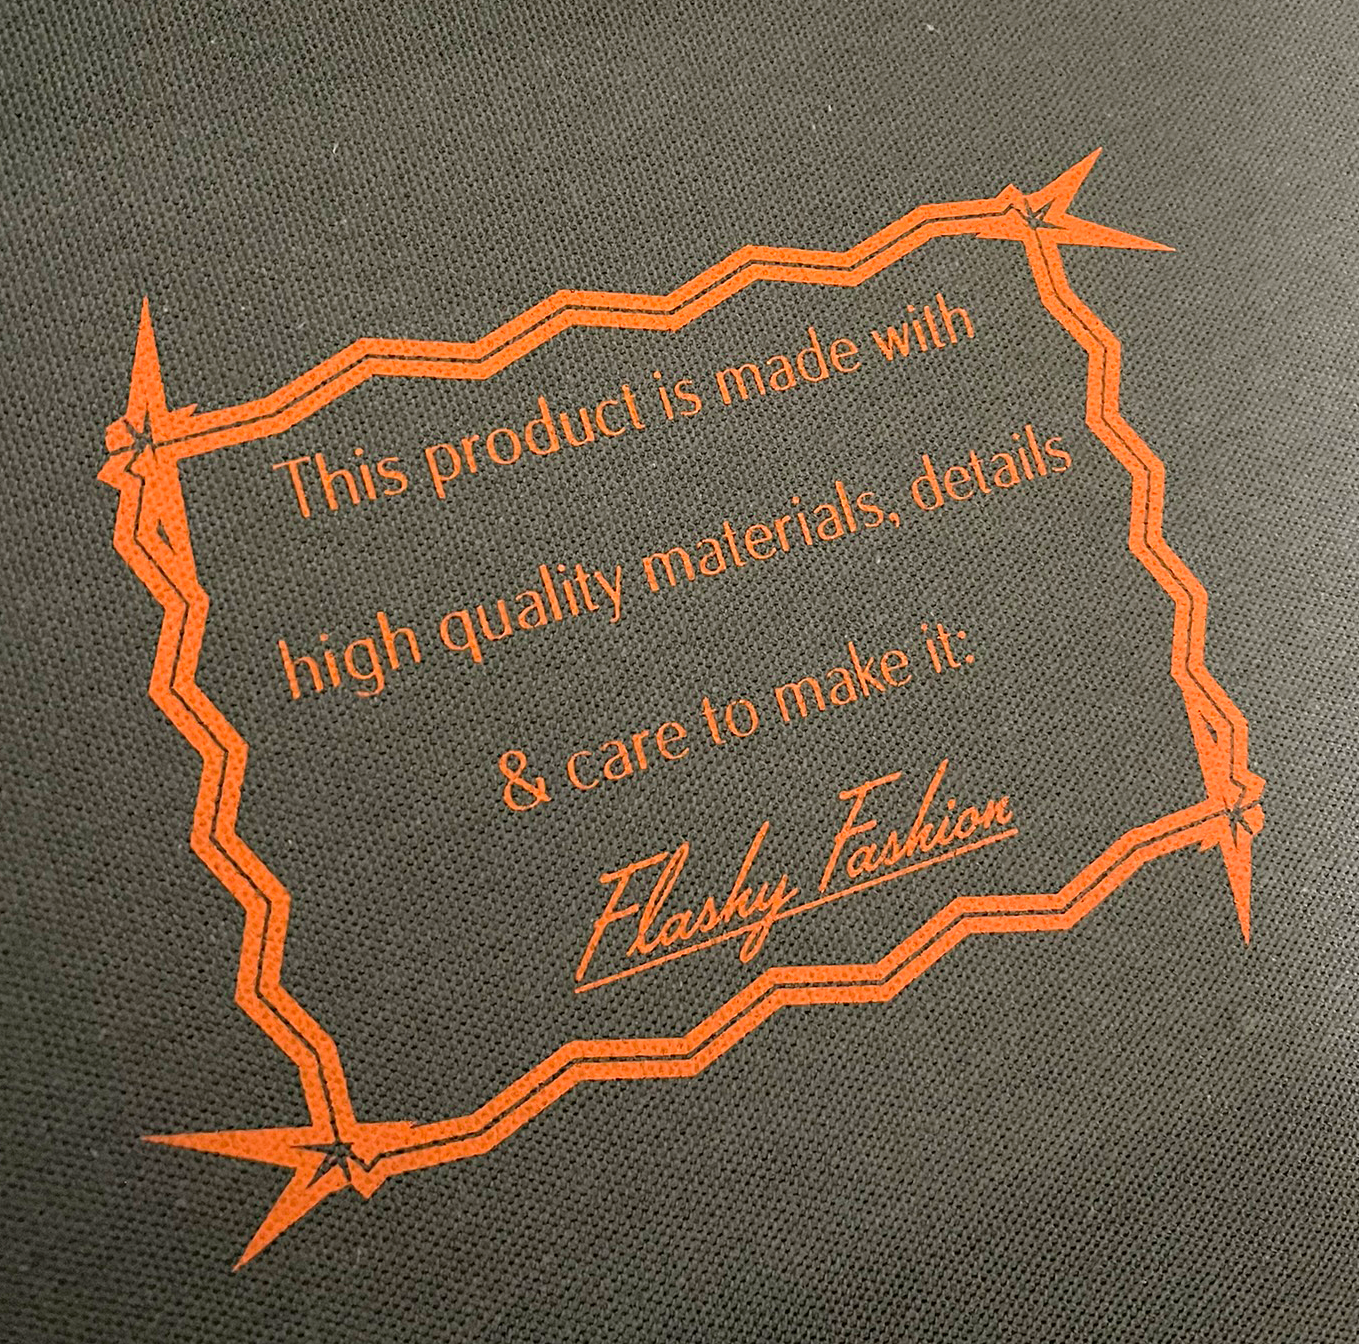 This product is made with
high quality materials, details
& care to make it:
Flashy Fashion